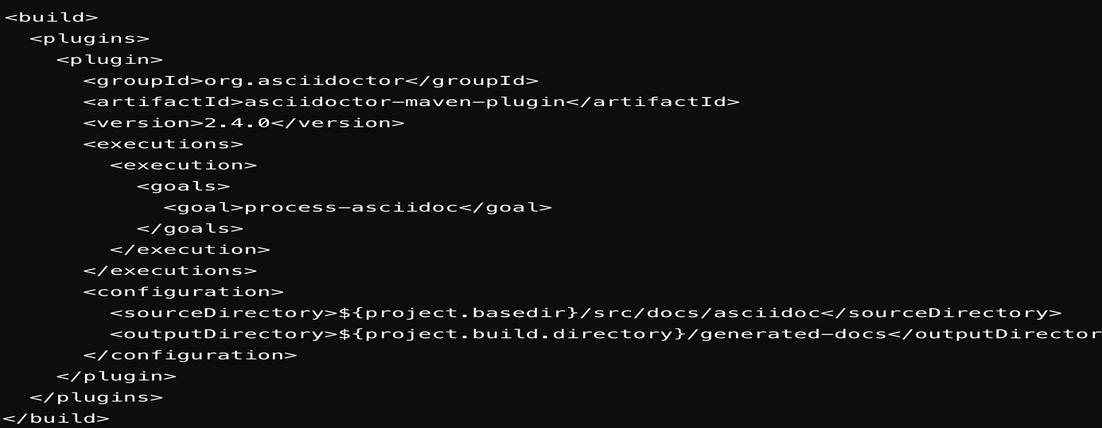 <build>
  <plugins>
    <plugin>
      <groupId>org.asciidoctor</groupId>
      <artifactId>asciidoctor-maven-plugin</artifactId>
      <version>2.4.0</version>
      <executions>
        <execution>
          <goals>
            <goal>process-asciidoc</goal>
          </goals>
        </execution>
      </executions>
      <configuration>
        <sourceDirectory>${project.basedir}/src/docs/asciidoc</sourceDirectory>
        <outputDirectory>${project.build.directory}/generated-docs</outputDirector
      </configuration>
    </plugin>
  </plugins>
</build>